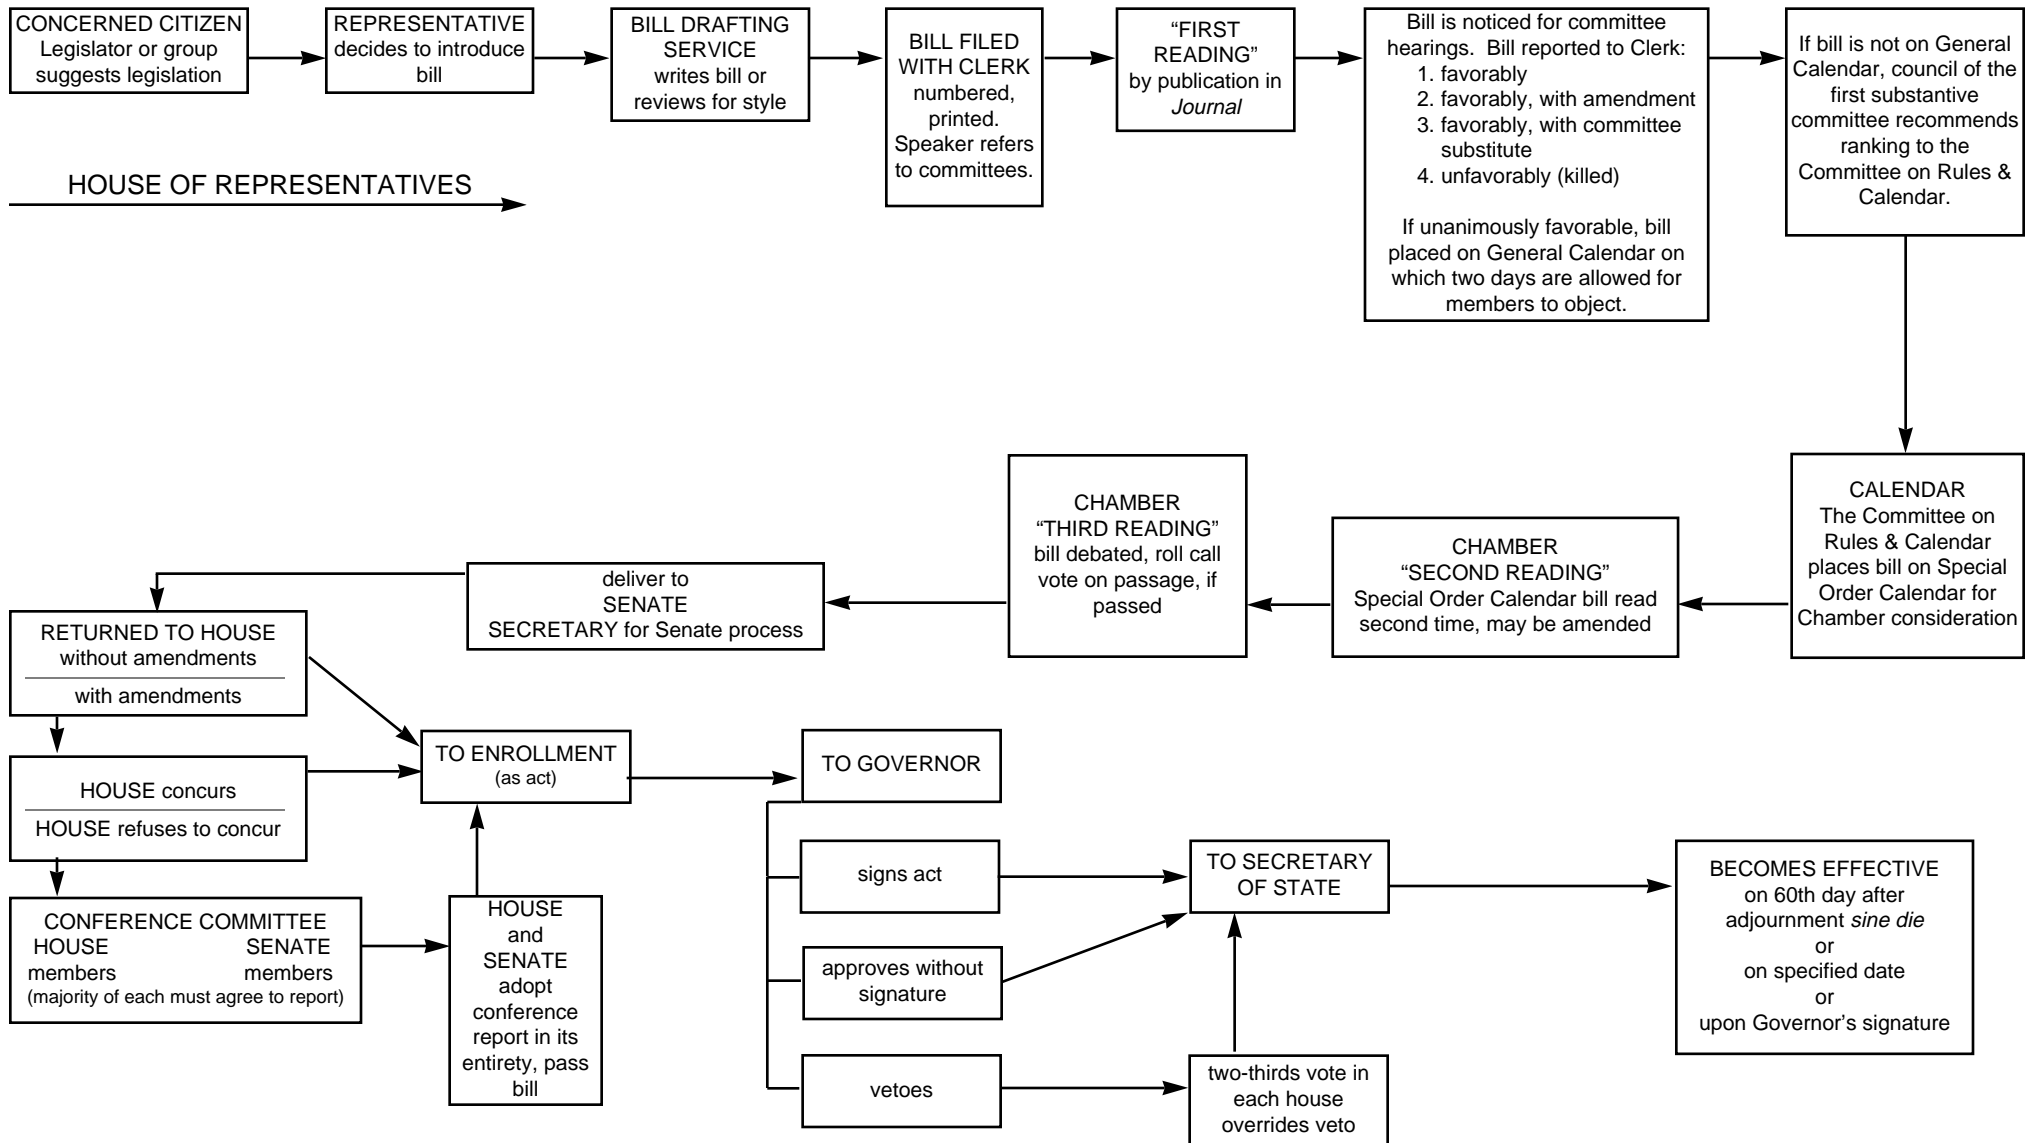 CONCERNED CITIZEN
Legislator or group
suggests legislation
REPRESENTATIVE
decides to introduce
bill
BILL DRAFTING
SERVICE
writes bill or
reviews for style
BILL FILED
WITH CLERK
numbered,
printed.
Speaker refers
to committees.
“FIRST
READING”
by publication in
Journal
Bill is noticed for committee
hearings.  Bill reported to Clerk:
1. favorably
2. favorably, with amendment
3. favorably, with committee
substitute
4. unfavorably (killed)
If unanimously favorable, bill
placed on General Calendar on
which two days are allowed for
members to object.
If bill is not on General
Calendar, council of the
first substantive
committee recommends
ranking to the
Committee on Rules &
Calendar.
HOUSE OF REPRESENTATIVES
CALENDAR
The Committee on
Rules & Calendar
places bill on Special
Order Calendar for
Chamber consideration
CHAMBER
“SECOND READING”
Special Order Calendar bill read
second time, may be amended
CHAMBER
“THIRD READING”
bill debated, roll call
vote on passage, if
passed
deliver to
SENATE
SECRETARY for Senate process
RETURNED TO HOUSE
without amendments
with amendments
HOUSE concurs
HOUSE refuses to concur
CONFERENCE COMMITTEE
HOUSE SENATE
members members
(majority of each must agree to report)
HOUSE
and
SENATE
adopt
conference
report in its
entirety, pass
bill
TO ENROLLMENT
(as act)
TO GOVERNOR
signs act
approves without
signature
vetoes
two-thirds vote in
each house
overrides veto
TO SECRETARY
OF STATE
BECOMES EFFECTIVE
on 60th day after
adjournment sine die
or
on specified date
or
upon Governor’s signature